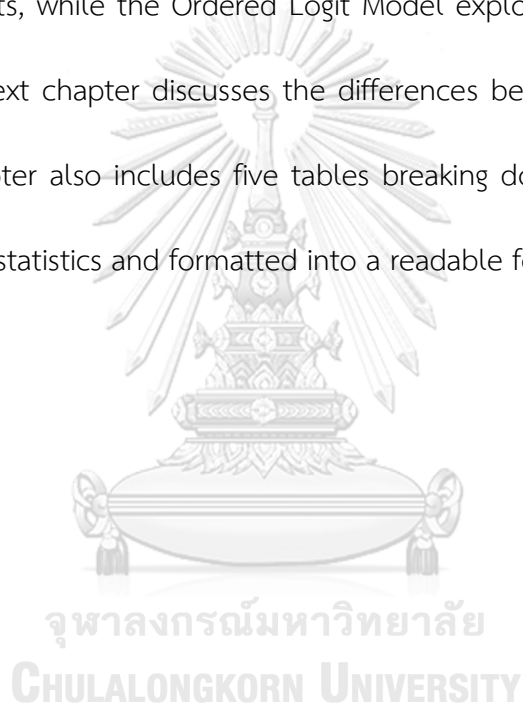 ts, while the Ordered Logit Model explo
ext chapter discusses the differences be
oter also includes five tables breaking do
statistics and formatted into a readable fo
จุฬาลงกรณ์มหาวิทยาลัย
CHULALONGKORN UNIVERSITY